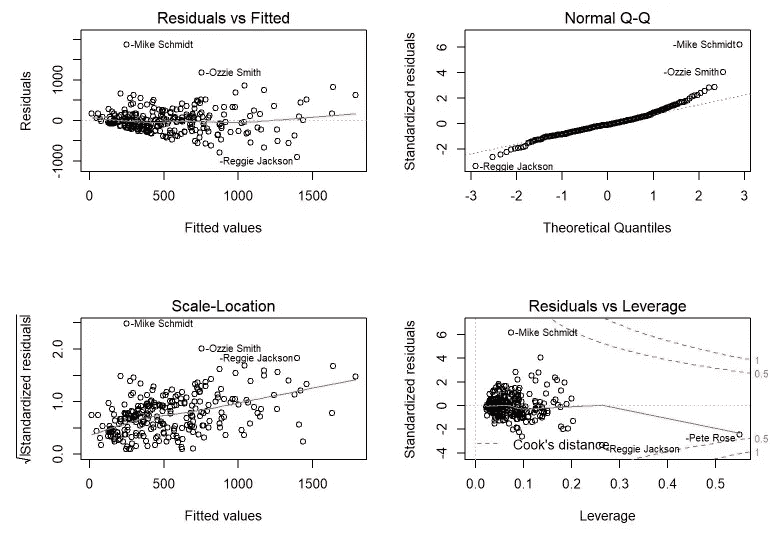 Residuals vs Fitted
Residuals
-1000 0 1000
-Mike Schmidt
-Ozzie Smith
-Reggie Jackson
0 500 1000 1500
Fitted values
Normal Q-Q
Standardized residuals
-2 0 2 4 6
-Mike Schmidt
-Ozzie Smith
-Reggie Jackson
-3 -2 -1 0 1 2 3
Theoretical Quantiles
Scale-Location
√|Standardized residuals|
0.0 1.0 2.0
-Mike Schmidt
-Ozzie Smith
-Reggie Jackson
0 500 1000 1500
Fitted values
Residuals vs Leverage
Standardized residuals
-4 -2 0 2 4 6
-Mike Schmidt
1
0.5
-Pete Rose
0.5
Cook's distance
-Reggie Jackson
1
0.0 0.1 0.2 0.3 0.4 0.5
Leverage